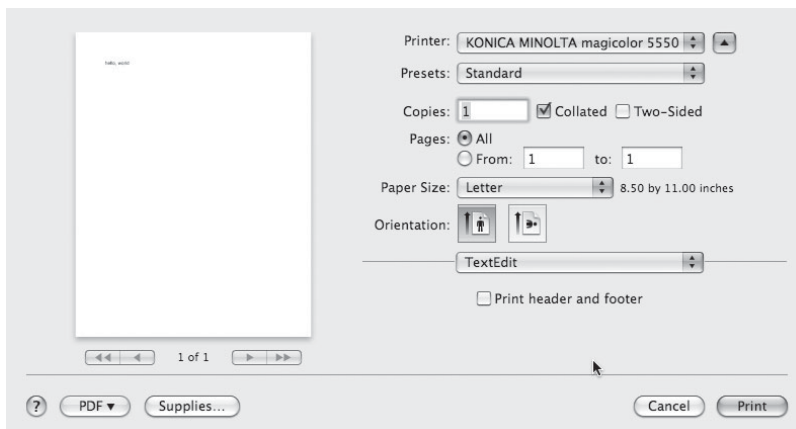 hello, world
Printer: KONICA MINOLTA magicolor 5550
Presets: Standard
Copies: 1 Collated Two-Sided
Pages: All
From: 1 to: 1
Paper Size: Letter 8.50 by 11.00 inches
Orientation:
TextEdit
Print header and footer
1 of 1
? PDF Supplies... Cancel Print